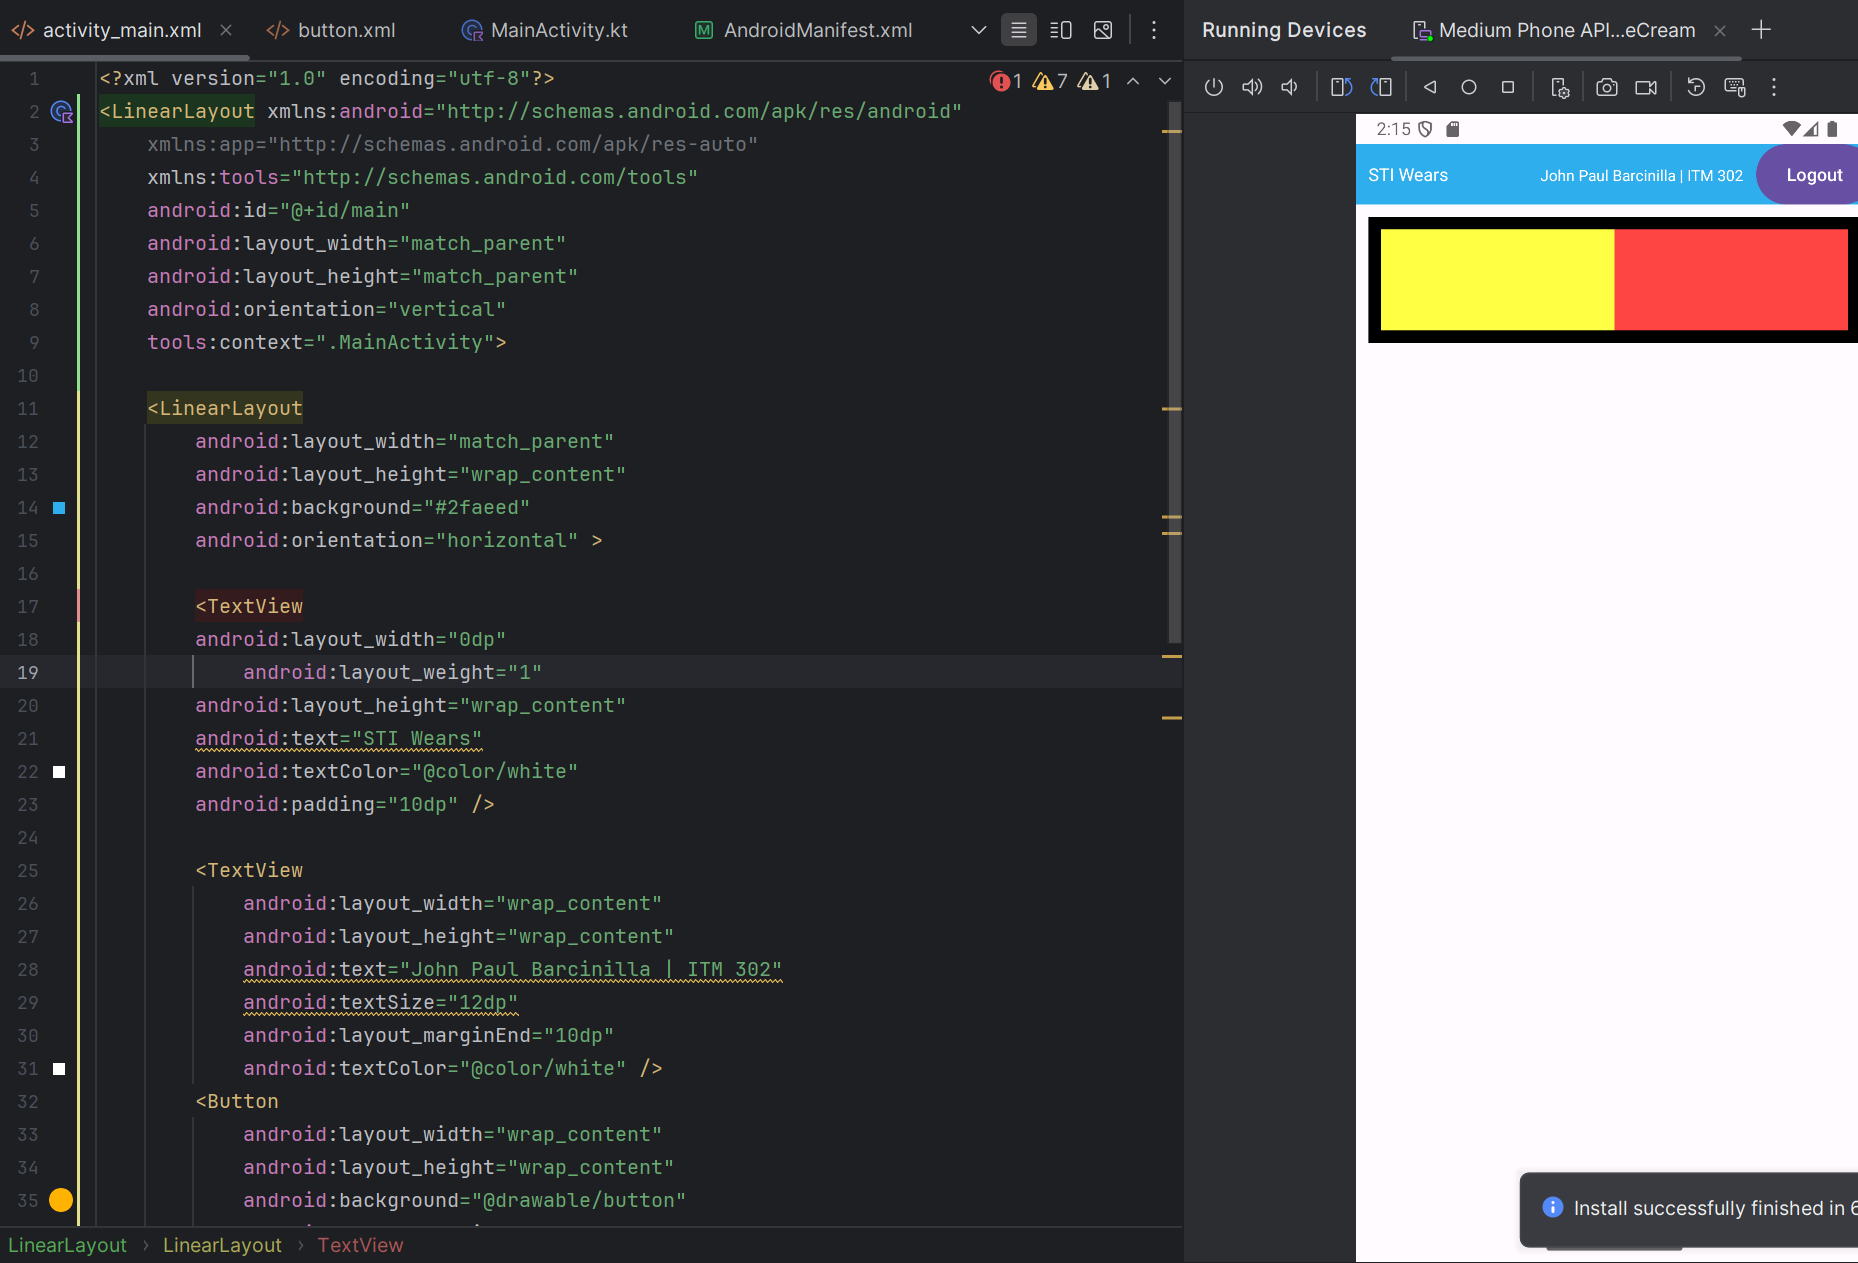 activity_main.xml
button.xml
MainActivity.kt
AndroidManifest.xml
Running Devices
Medium Phone API...eCream
1 <?xml version="1.0" encoding="utf-8"?>
1 7 1
2 <LinearLayout xmlns:android="http://schemas.android.com/apk/res/android"
3 xmlns:app="http://schemas.android.com/apk/res-auto"
4 xmlns:tools="http://schemas.android.com/tools"
5 android:id="@+id/main"
6 android:layout_width="match_parent"
7 android:layout_height="match_parent"
8 android:orientation="vertical"
9 tools:context=".MainActivity">
10
11 <LinearLayout
12 android:layout_width="match_parent"
13 android:layout_height="wrap_content"
14 android:background="#2faeed"
15 android:orientation="horizontal" >
16
17 <TextView
18 android:layout_width="0dp"
19 android:layout_weight="1"
20 android:layout_height="wrap_content"
21 android:text="STI Wears"
22 android:textColor="@color/white"
23 android:padding="10dp" />
24
25 <TextView
26 android:layout_width="wrap_content"
27 android:layout_height="wrap_content"
28 android:text="John Paul Barcinilla | ITM 302"
29 android:textSize="12dp"
30 android:layout_marginEnd="10dp"
31 android:textColor="@color/white" />
32 <Button
33 android:layout_width="wrap_content"
34 android:layout_height="wrap_content"
35 android:background="@drawable/button"
LinearLayout > LinearLayout > TextView
2:15
STI Wears
John Paul Barcinilla | ITM 302
Logout
Install successfully finished in 6